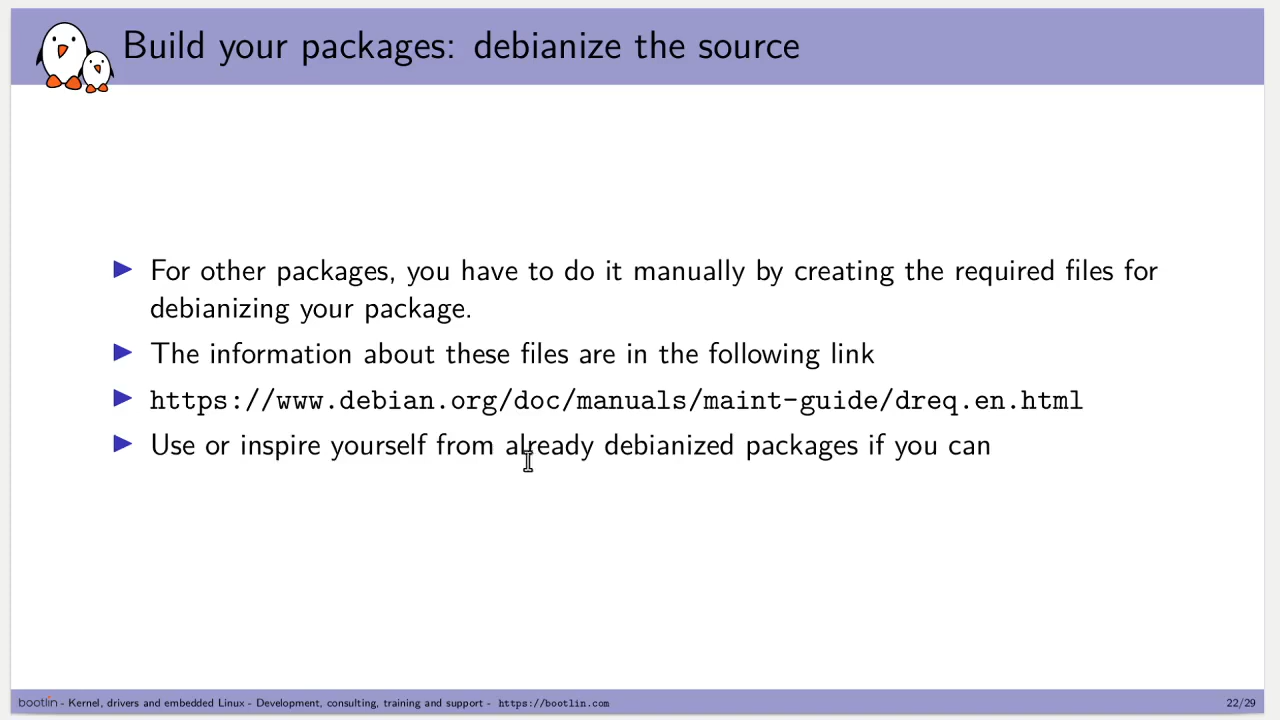 Build your packages: debianize the source
For other packages, you have to do it manually by creating the required files for
debianizing your package.
The information about these files are in the following link
https://www.debian.org/doc/manuals/maint-guide/dreq.en.html
Use or inspire yourself from already debianized packages if you can
bootlin - Kernel, drivers and embedded Linux - Development, consulting, training and support - https://bootlin.com
22/29